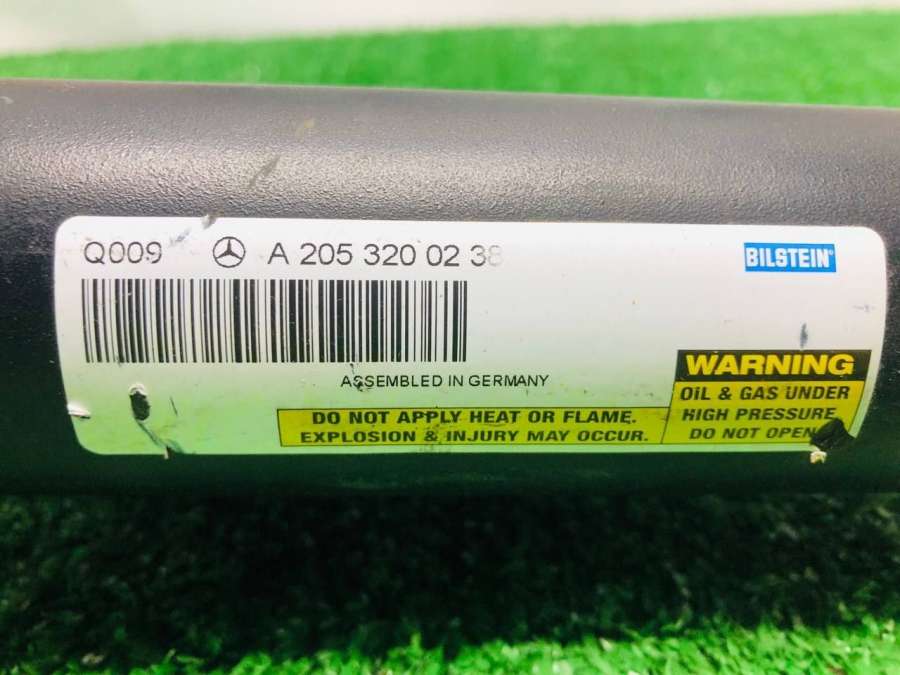 Q009 A 205 320 02 38
BILSTEIN®
ASSEMBLED IN GERMANY
DO NOT APPLY HEAT OR FLAME.
EXPLOSION & INJURY MAY OCCUR.
WARNING
OiL & GAS UNDER
HIGH PRESSURE
DO NOT OPEN